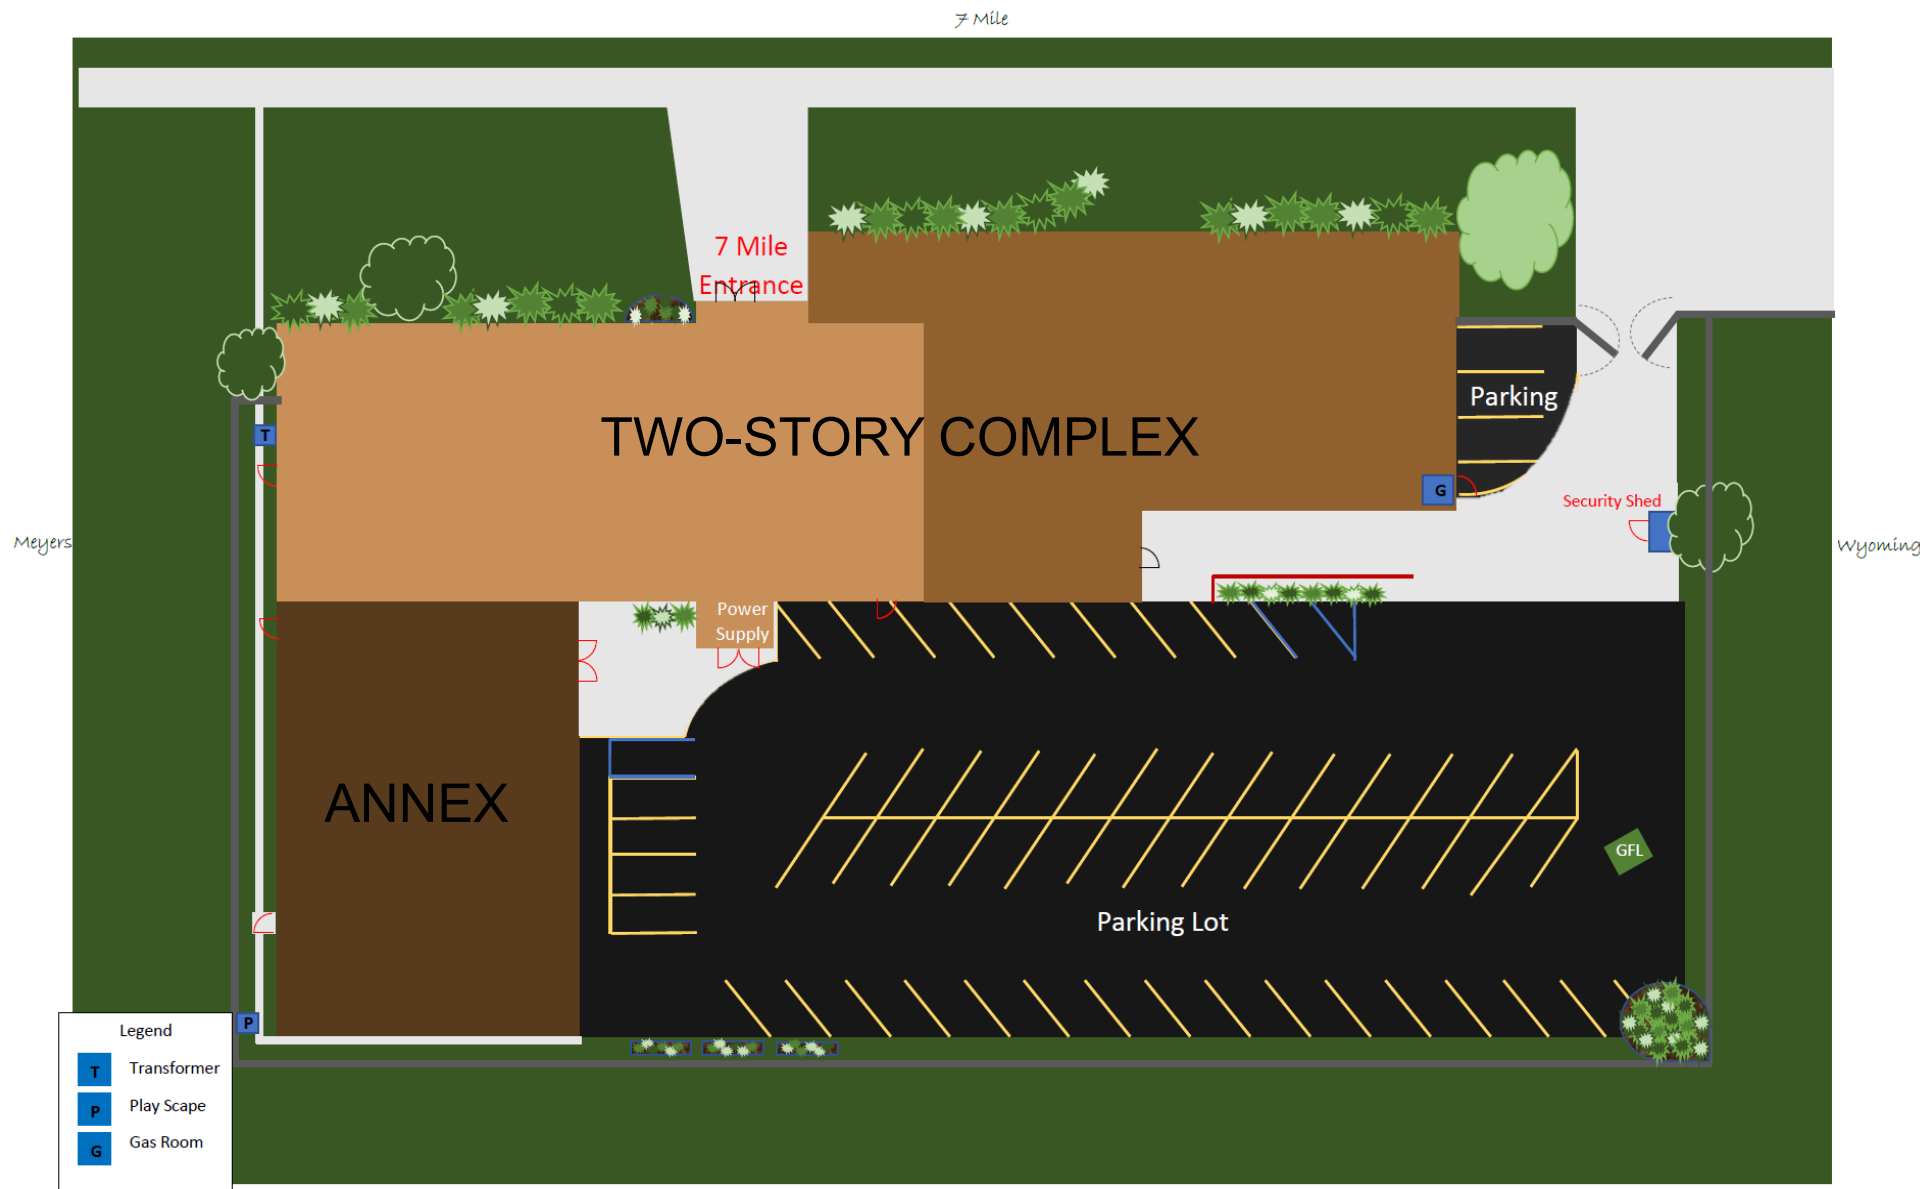 7 Mile
7 Mile
Entrance
Parking
TWO-STORY COMPLEX
T
G
Security Shed
Meyers
Wyoming
Power
Supply
ANNEX
GFL
Parking Lot
P
Legend
T Transformer
P Play Scape
G Gas Room